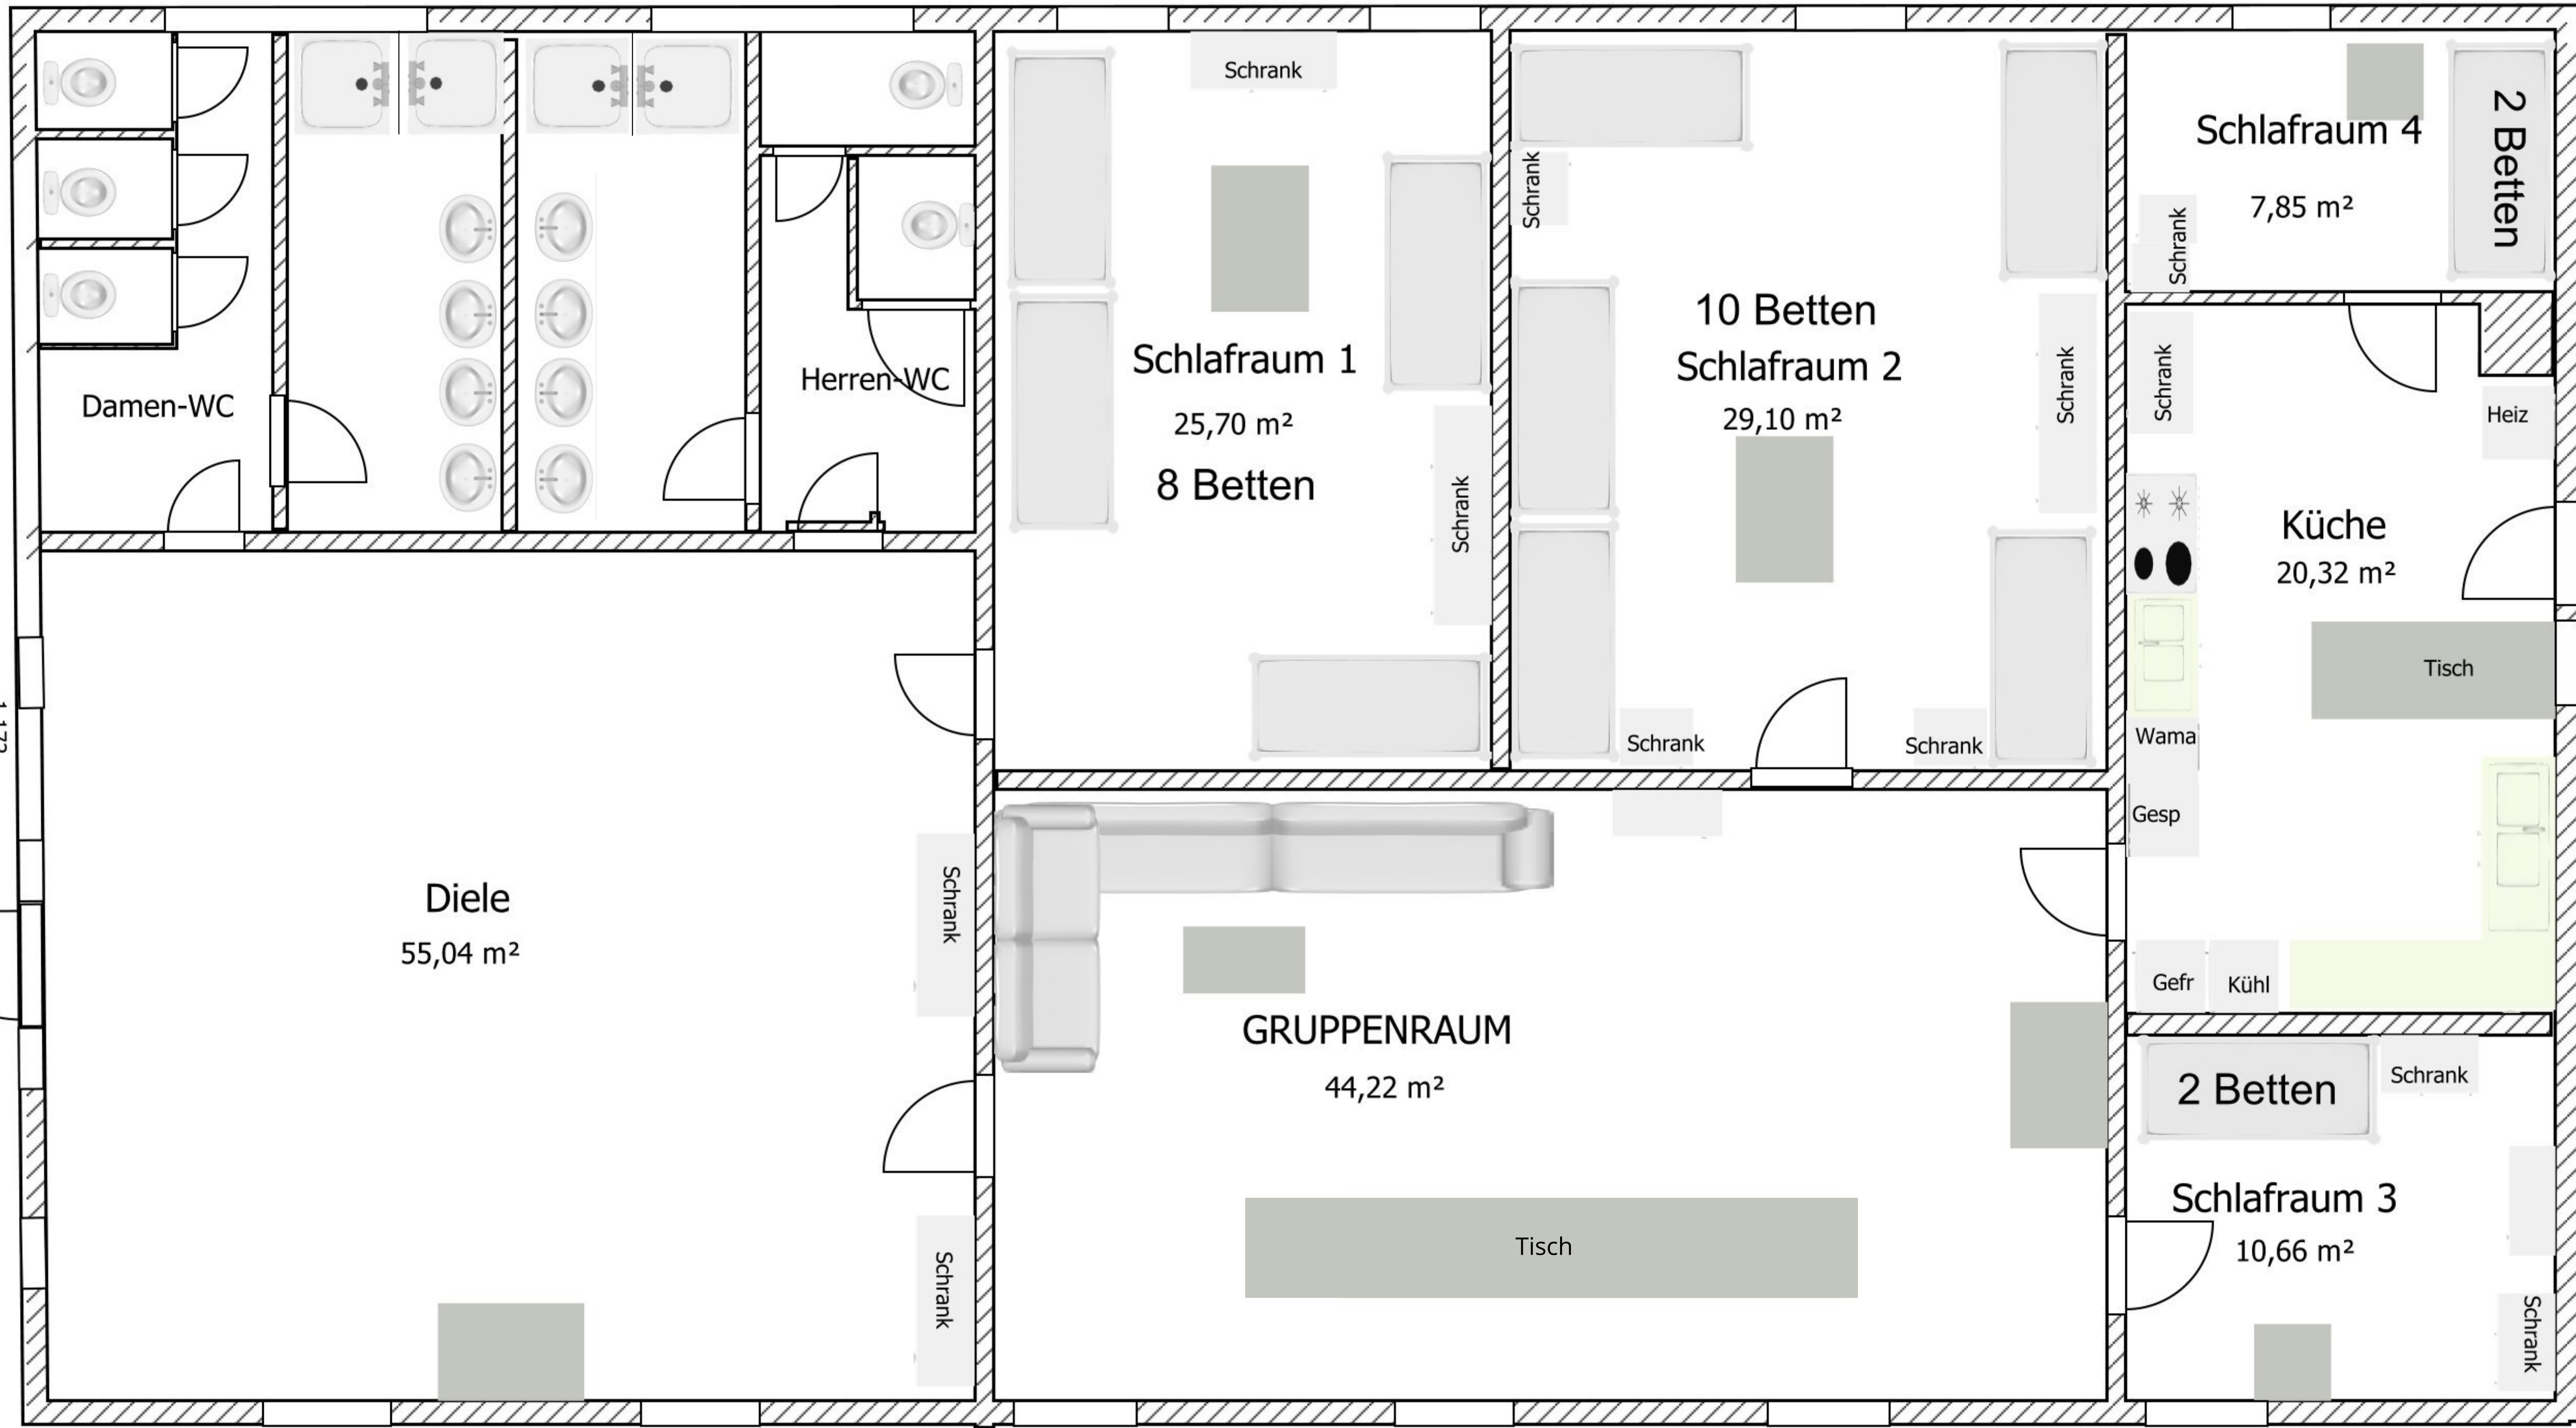 Damen-WC
Herren-WC
Schrank
Schlafraum 1
25,70 m²
8 Betten
Schrank
Schrank
10 Betten
Schlafraum 2
29,10 m²
Schrank
Schrank
Schrank
Schlafraum 4
7,85 m²
2 Betten
Schrank
Schrank
Heiz
Küche
20,32 m²
Tisch
Wama
Gesp
Gefr
Kühl
Diele
55,04 m²
Schrank
Schrank
GRUPPENRAUM
44,22 m²
Tisch
2 Betten
Schrank
Schlafraum 3
10,66 m²
Schrank